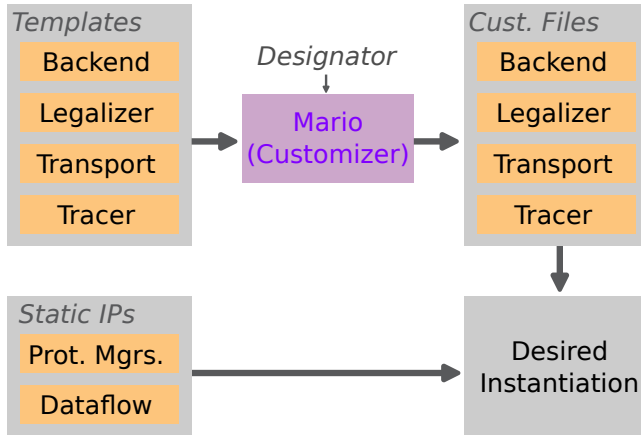 Templates
Backend
Legalizer
Transport
Tracer
Designator
Mario
(Customizer)
Cust. Files
Backend
Legalizer
Transport
Tracer
Static IPs
Prot. Mgrs.
Dataflow
Desired
Instantiation